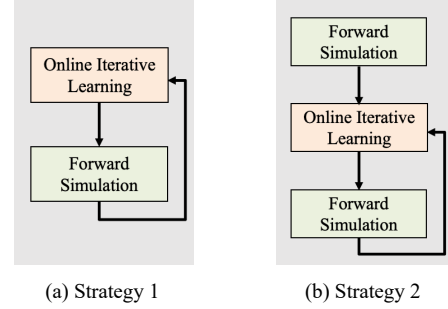 Online Iterative
Learning
Forward
Simulation
(a) Strategy 1
Forward
Simulation
Online Iterative
Learning
Forward
Simulation
(b) Strategy 2